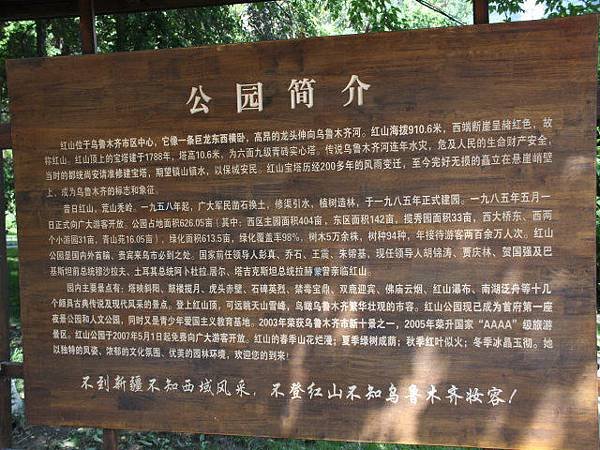 公园简介
红山位于乌鲁木齐市区中心，它像一条巨龙东西横卧，高昂的龙头伸向乌鲁木齐河。红山海拨910.6米，西端断崖呈赭红色，故
称红山。红山顶上的宝塔建于1788年，塔高10.6米，为六面九级青砖实心塔。传说乌鲁木齐河连年水灾，危及人民的生命财产安全，
当时的都统尚安请准修建宝塔，期望镇山镇水，以保城安民。红山宝塔历经200多年的风雨变迁，至今完好无损的矗立在悬崖峭壁
上，成为乌鲁木齐的标志和象征。
昔日红山，荒山秃岭。一九五八年起，广大军民凿石换土，修渠引水，植树造林，于一九八五年正式建园。一九八五年五月一
日正式向广大游客开放。公园占地面积626.05亩（其中：西区主园面积404亩，东区面积142亩，揽秀园面积33亩，西大桥东、西两
个小游园31亩，青山苑16.05亩），绿化面积613.5亩，绿化覆盖率98%，树木5万余株，树种94种，年接待游客两百余万人次。红山
公园是国内外首脑、贵宾来乌市必到之处。国家前任领导人彭真、乔石、王震、朱镕基、现任领导人胡锦涛、贾庆林、贺国强及巴
基斯坦前总统穆沙拉夫、土耳其总统阿卜杜拉.居尔、塔吉克斯坦总统拉赫蒙曾亲临红山
园内主要景点有：塔映斜阳、鼓楼揽月、虎头赤壁、石碑英烈、禁毒宝鼎、双鹿迎宾、佛庙云烟、红山瀑布、南湖泛舟等十几
个颇具古典传说及现代风采的景点。登上红山顶，可远眺天山雪峰，鸟瞰乌鲁木齐繁华壮观的市容。红山公园现已成为首府第一座
夜景公园和人文公园，同时又是青少年爱国主义教育基地。2003年荣获乌鲁木齐市新十景之一，2005年荣升国家“AAAA”级旅游
景区。红山公园于2007年5月1日起免费向广大游客开放。红山的春季山花烂漫；夏季绿树成荫；秋季红叶似火；冬季冰晶玉彻。她
以独特的风姿、浓郁的文化氛围、优美的园林环境，欢迎您的到来!
不到新疆不知西域风采，不登红山不知乌鲁木齐妆容！